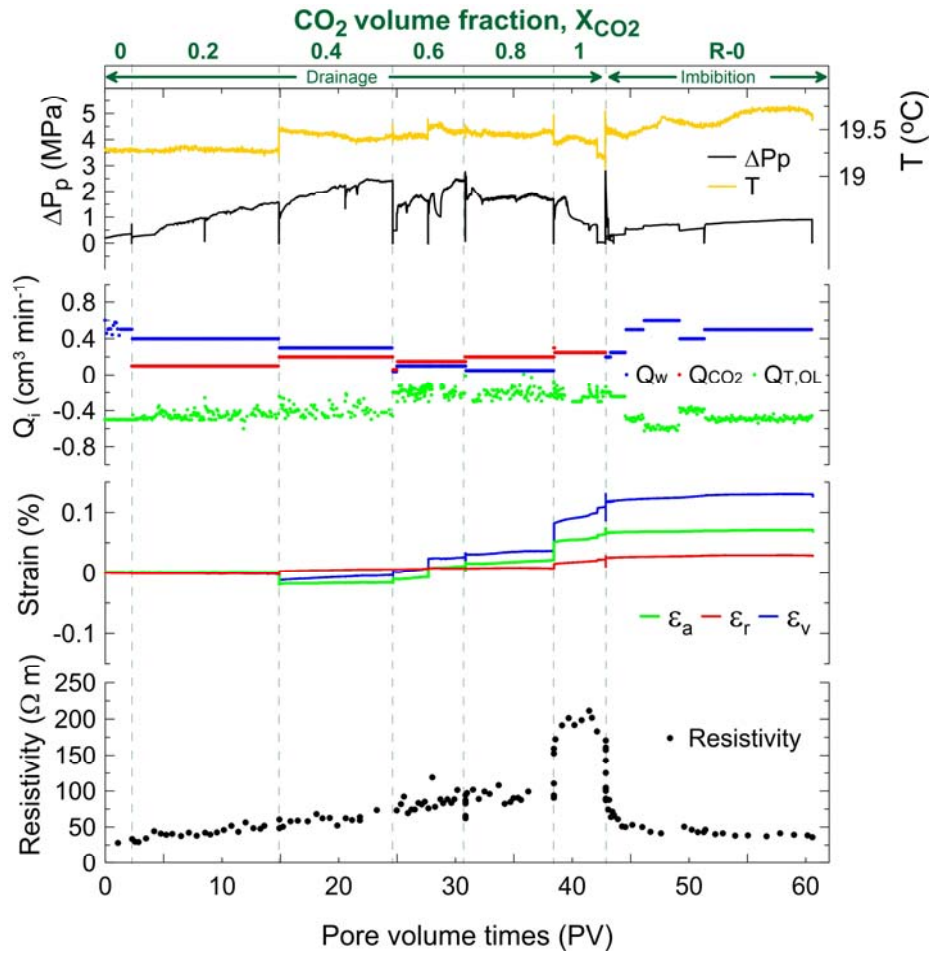 CO2 volume fraction, XCO2
0 0.2 0.4 0.6 0.8 1 R-0
Drainage Imbibition
ΔPp (MPa)
5
4
3
2
1
0
T (ºC)
19.5
19
ΔPp
T
Qi (cm³ min⁻¹)
0.8
0.4
0
-0.4
-0.8
Qw QCO2 QT,OL
Strain (%)
0.1
0
-0.1
εa εr εv
Resistivity (Ω m)
250
200
150
100
50
0
Resistivity
0 10 20 30 40 50 60
Pore volume times (PV)